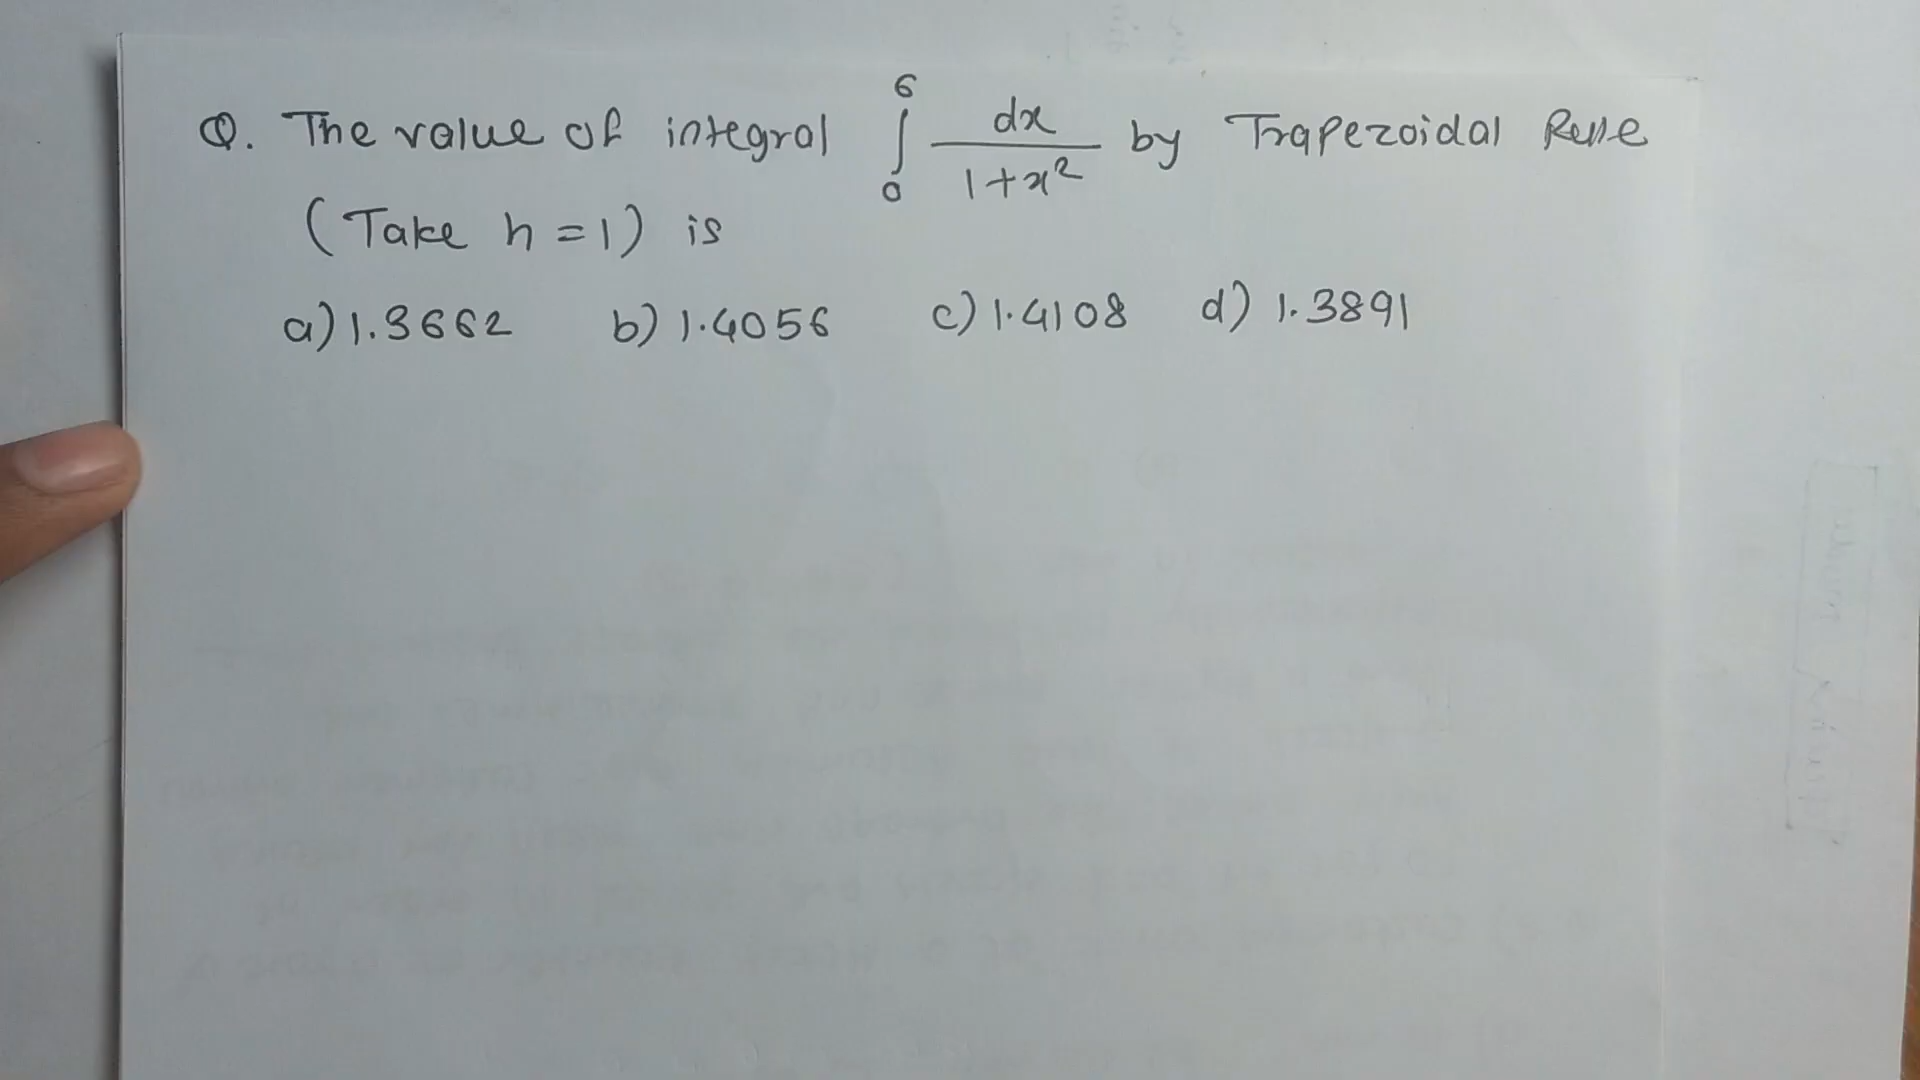 Q. The value of integral ∫₀⁶ dx/(1+x²) by Trapezoidal Rule
(Take h = 1) is
a) 1.3662 b) 1.4056 c) 1.4108 d) 1.3891